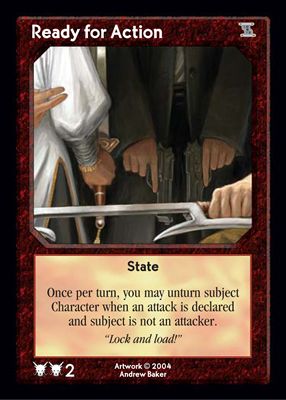 Ready for Action
State
Once per turn, you may unturn subject
Character when an attack is declared
and subject is not an attacker.
“Lock and load!”
2
Artwork © 2004
Andrew Baker